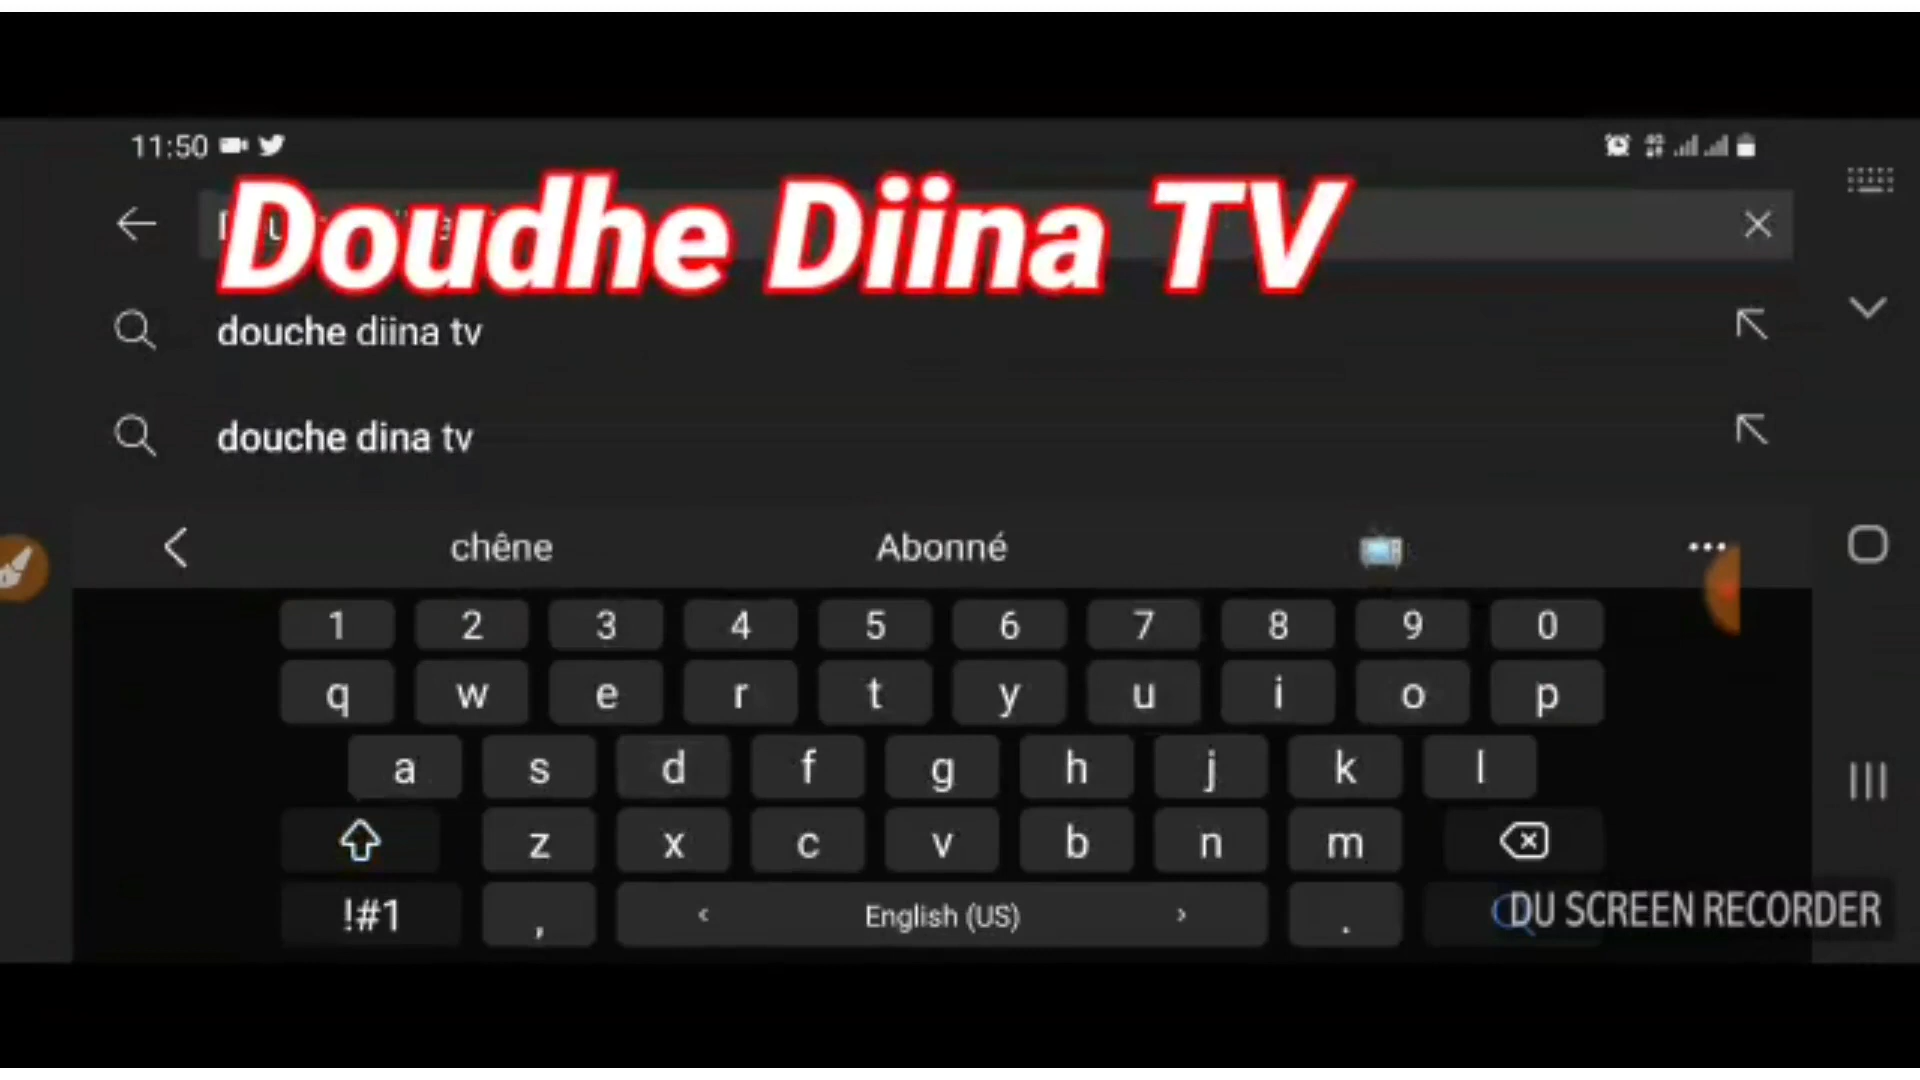 11:50
Doudhe Diina TV
douche diina tv
douche dina tv
chêne Abonné
1 2 3 4 5 6 7 8 9 0
q w e r t y u i o p
a s d f g h j k l
z x c v b n m
!#1 , < English (US) > .
DU SCREEN RECORDER